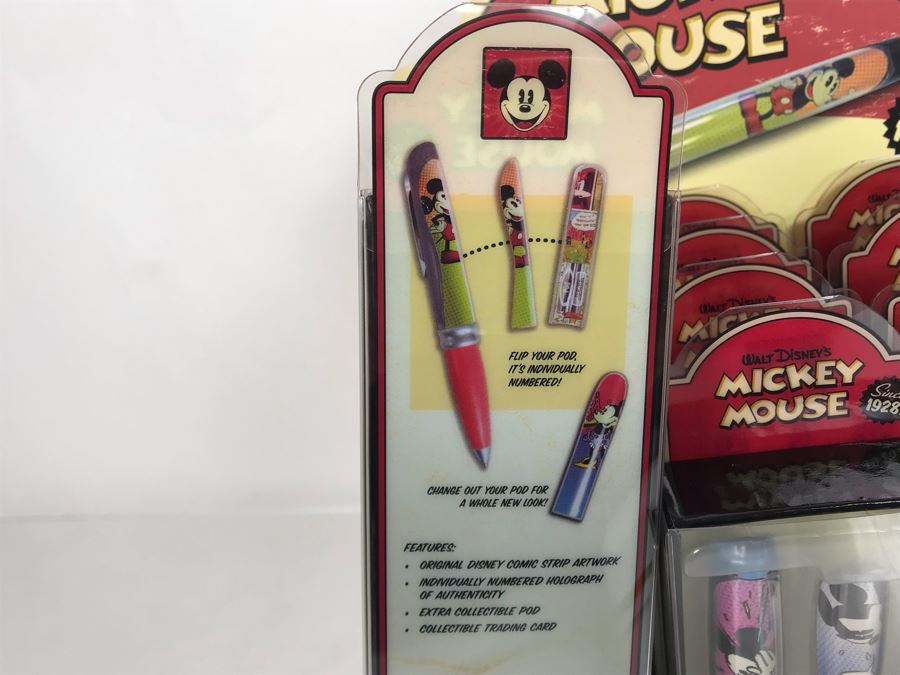 MOUSE
FLIP YOUR POD,
IT'S INDIVIDUALLY
NUMBERED!
CHANGE OUT YOUR POD FOR
A WHOLE NEW LOOK!
FEATURES:
• ORIGINAL DISNEY COMIC STRIP ARTWORK
• INDIVIDUALLY NUMBERED HOLOGRAPH
OF AUTHENTICITY
• EXTRA COLLECTIBLE POD
• COLLECTIBLE TRADING CARD
WALT DISNEY'S
MICKEY
MOUSE
Since
1928
WALT DISNEY'S